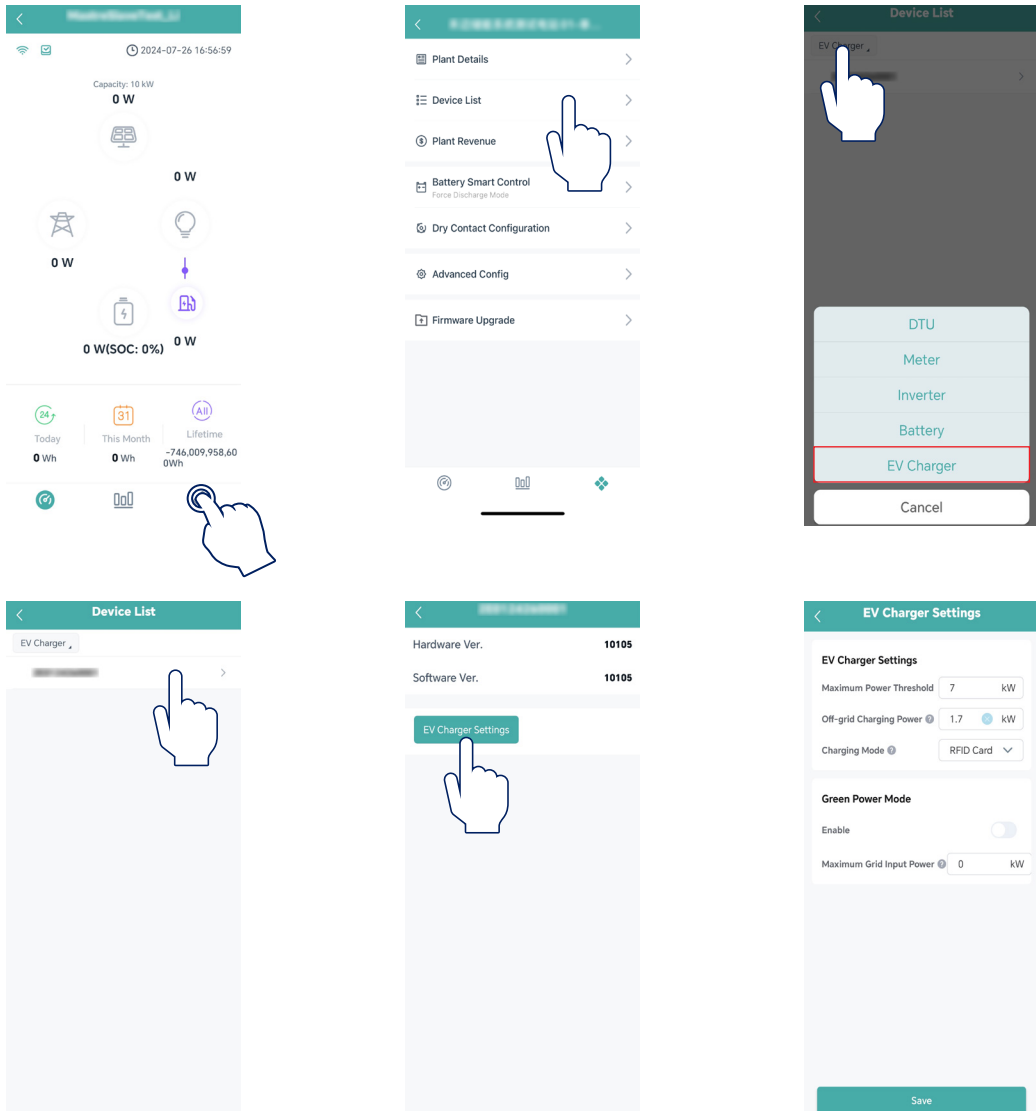 2024-07-26 16:56:59
Capacity: 10 kW
0 W
0 W
0 W
0 W
0 W(SOC: 0%)
Today
This Month
Lifetime
0 Wh
0 Wh
-746,009,958,60
0Wh
24
31
All
Plant Details
Device List
Plant Revenue
Battery Smart Control
Force Discharge Mode
Dry Contact Configuration
Advanced Config
Firmware Upgrade
Device List
EV Charger
DTU
Meter
Inverter
Battery
EV Charger
Cancel
Device List
EV Charger
Hardware Ver. 10105
Software Ver. 10105
EV Charger Settings
EV Charger Settings
EV Charger Settings
Maximum Power Threshold 7 kW
Off-grid Charging Power 1.7 kW
Charging Mode RFID Card
Green Power Mode
Enable
Maximum Grid Input Power 0 kW
Save